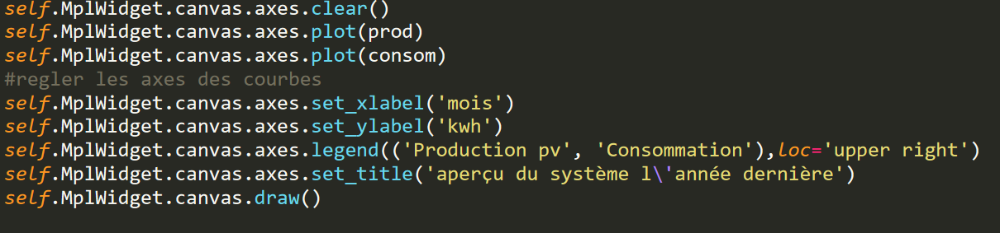 self.MplWidget.canvas.axes.clear()
self.MplWidget.canvas.axes.plot(prod)
self.MplWidget.canvas.axes.plot(consom)
#regler les axes des courbes
self.MplWidget.canvas.axes.set_xlabel('mois')
self.MplWidget.canvas.axes.set_ylabel('kwh')
self.MplWidget.canvas.axes.legend(('Production pv', 'Consommation'),loc='upper right')
self.MplWidget.canvas.axes.set_title('aperçu du système l\'année dernière')
self.MplWidget.canvas.draw()